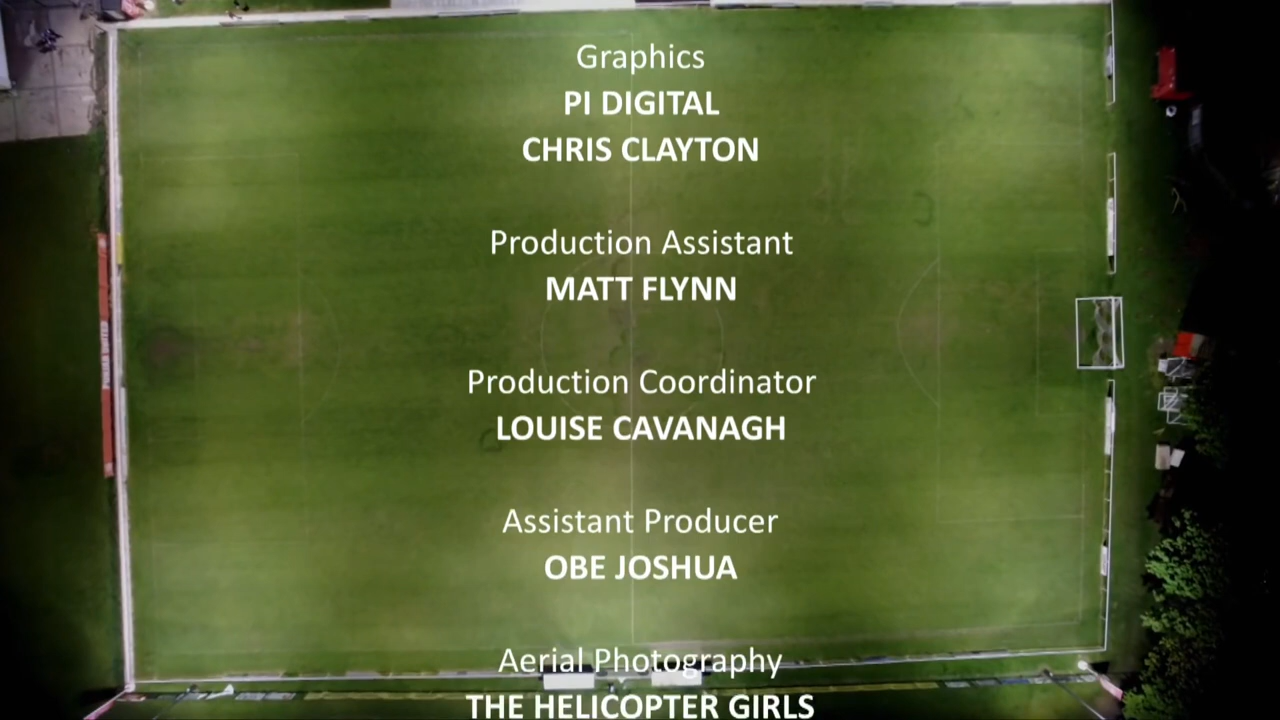 Graphics
PI DIGITAL
CHRIS CLAYTON
Production Assistant
MATT FLYNN
Production Coordinator
LOUISE CAVANAGH
Assistant Producer
OBE JOSHUA
Aerial Photography
THE HELICOPTER GIRLS